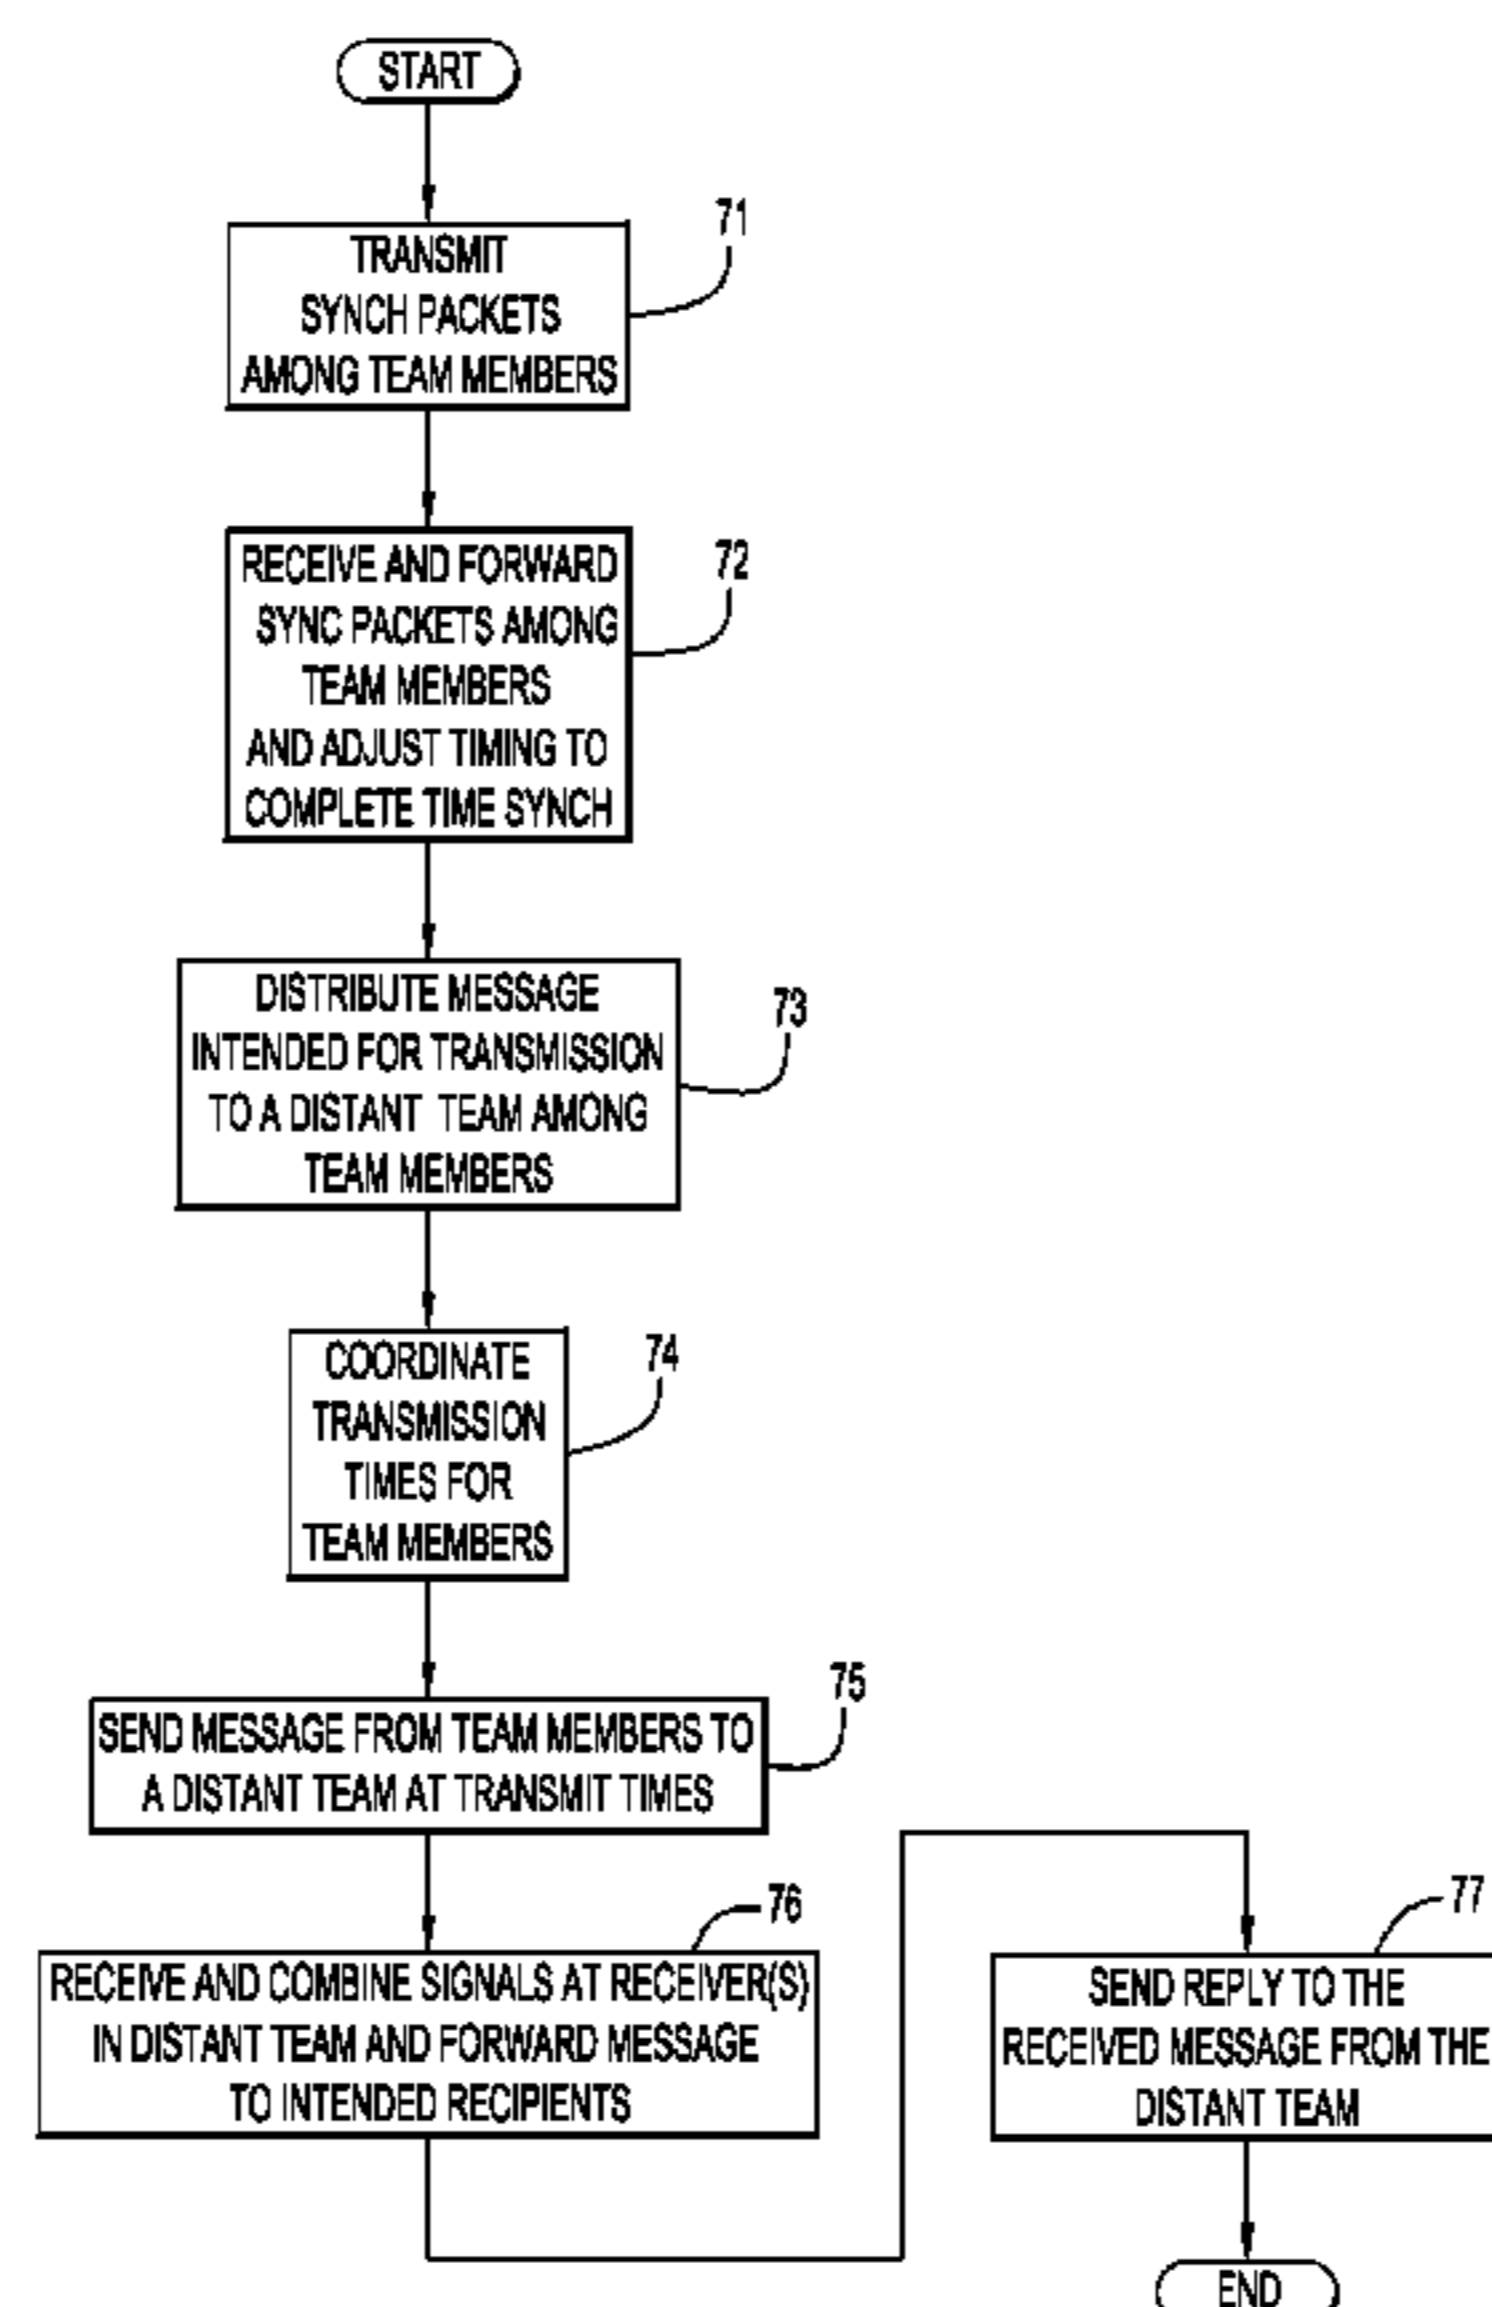 START
71
TRANSMIT
SYNCH PACKETS
AMONG TEAM MEMBERS
72
RECEIVE AND FORWARD
SYNC PACKETS AMONG
TEAM MEMBERS
AND ADJUST TIMING TO
COMPLETE TIME SYNCH
73
DISTRIBUTE MESSAGE
INTENDED FOR TRANSMISSION
TO A DISTANT TEAM AMONG
TEAM MEMBERS
74
COORDINATE
TRANSMISSION
TIMES FOR
TEAM MEMBERS
75
SEND MESSAGE FROM TEAM MEMBERS TO
A DISTANT TEAM AT TRANSMIT TIMES
76
RECEIVE AND COMBINE SIGNALS AT RECEIVER(S)
IN DISTANT TEAM AND FORWARD MESSAGE
TO INTENDED RECIPIENTS
77
SEND REPLY TO THE
RECEIVED MESSAGE FROM THE
DISTANT TEAM
END